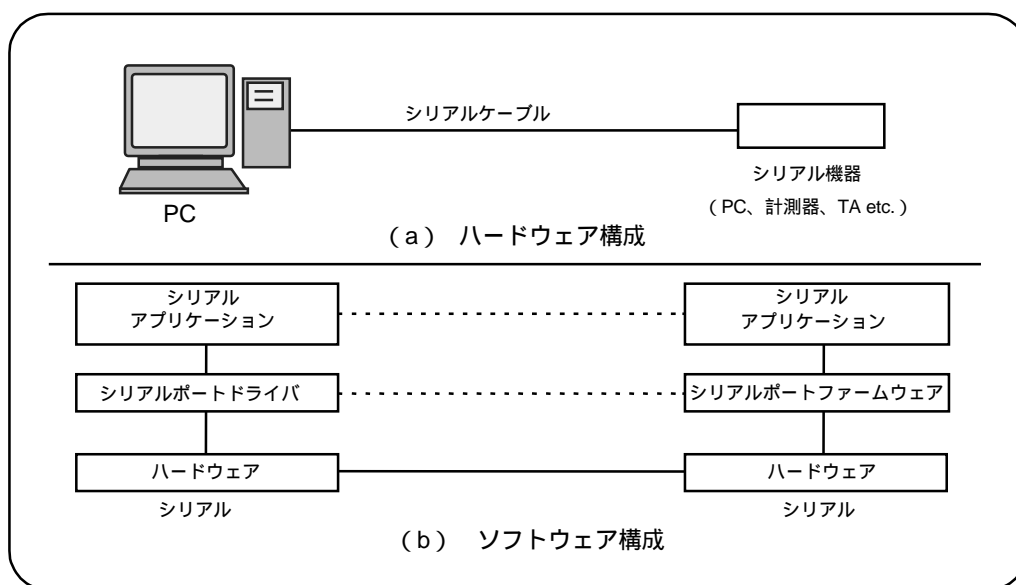 シリアルケーブル
PC
シリアル機器
（PC、計測器、TA etc.）
（a） ハードウェア構成
シリアル
アプリケーション
シリアル
アプリケーション
シリアルポートドライバ
シリアルポートファームウェア
ハードウェア
ハードウェア
シリアル
シリアル
（b） ソフトウェア構成